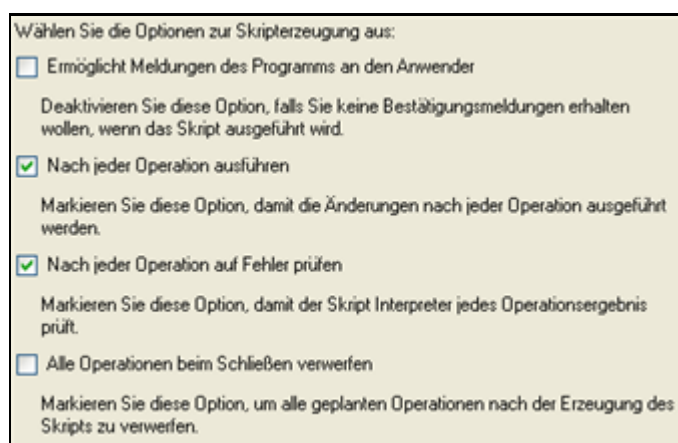 Wählen Sie die Optionen zur Skripterzeugung aus:
Ermöglicht Meldungen des Programms an den Anwender
Deaktivieren Sie diese Option, falls Sie keine Bestätigungsmeldungen erhalten
wollen, wenn das Skript ausgeführt wird.
Nach jeder Operation ausführen
Markieren Sie diese Option, damit die Änderungen nach jeder Operation ausgeführt
werden.
Nach jeder Operation auf Fehler prüfen
Markieren Sie diese Option, damit der Skript Interpreter jedes Operationsergebnis
prüft.
Alle Operationen beim Schließen verwerfen
Markieren Sie diese Option, um alle geplanten Operationen nach der Erzeugung des
Skripts zu verwerfen.